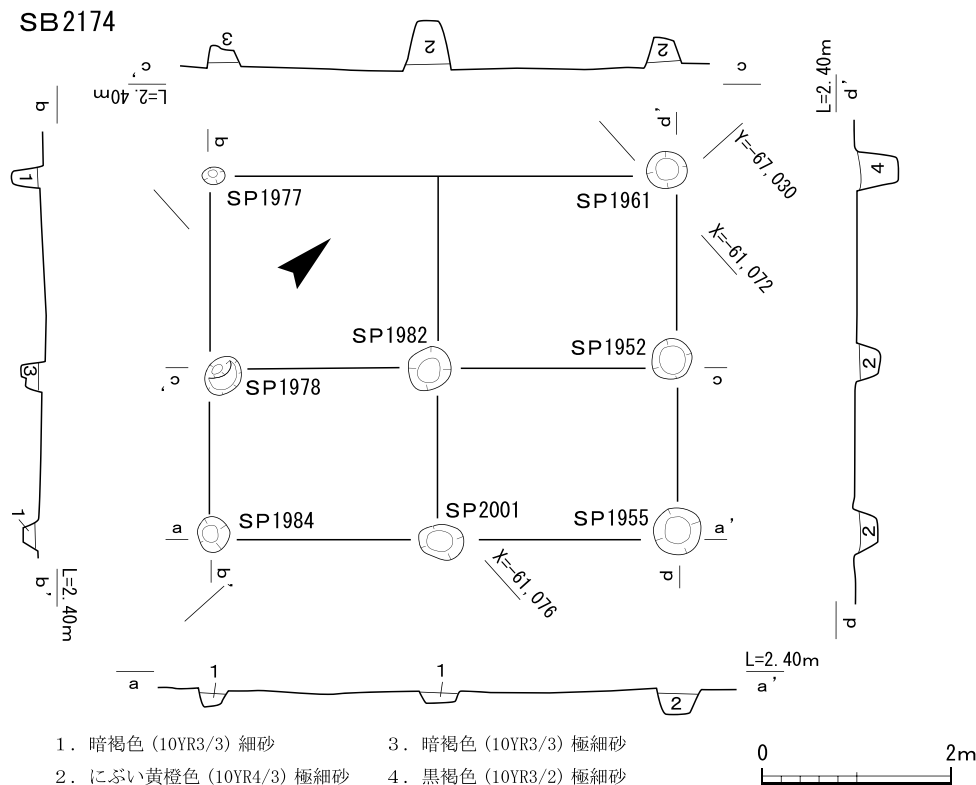 SB2174
3
2
2
c'
c
L=2.40m
L=2.40m
d'
b
b
d'
Y=-67,030
1
4
SP1977
SP1961
X=-61,072
SP1982
SP1952
3
2
c'
SP1978
c
SP2001
1
a
SP1984
SP1955
a'
2
X=-61,076
b'
d
b'
L=2.40m
d
L=2.40m
a
1
1
2
a'
1. 暗褐色 (10YR3/3) 細砂
2. にぶい黄橙色 (10YR4/3) 極細砂
3. 暗褐色 (10YR3/3) 極細砂
4. 黒褐色 (10YR3/2) 極細砂
0
2m